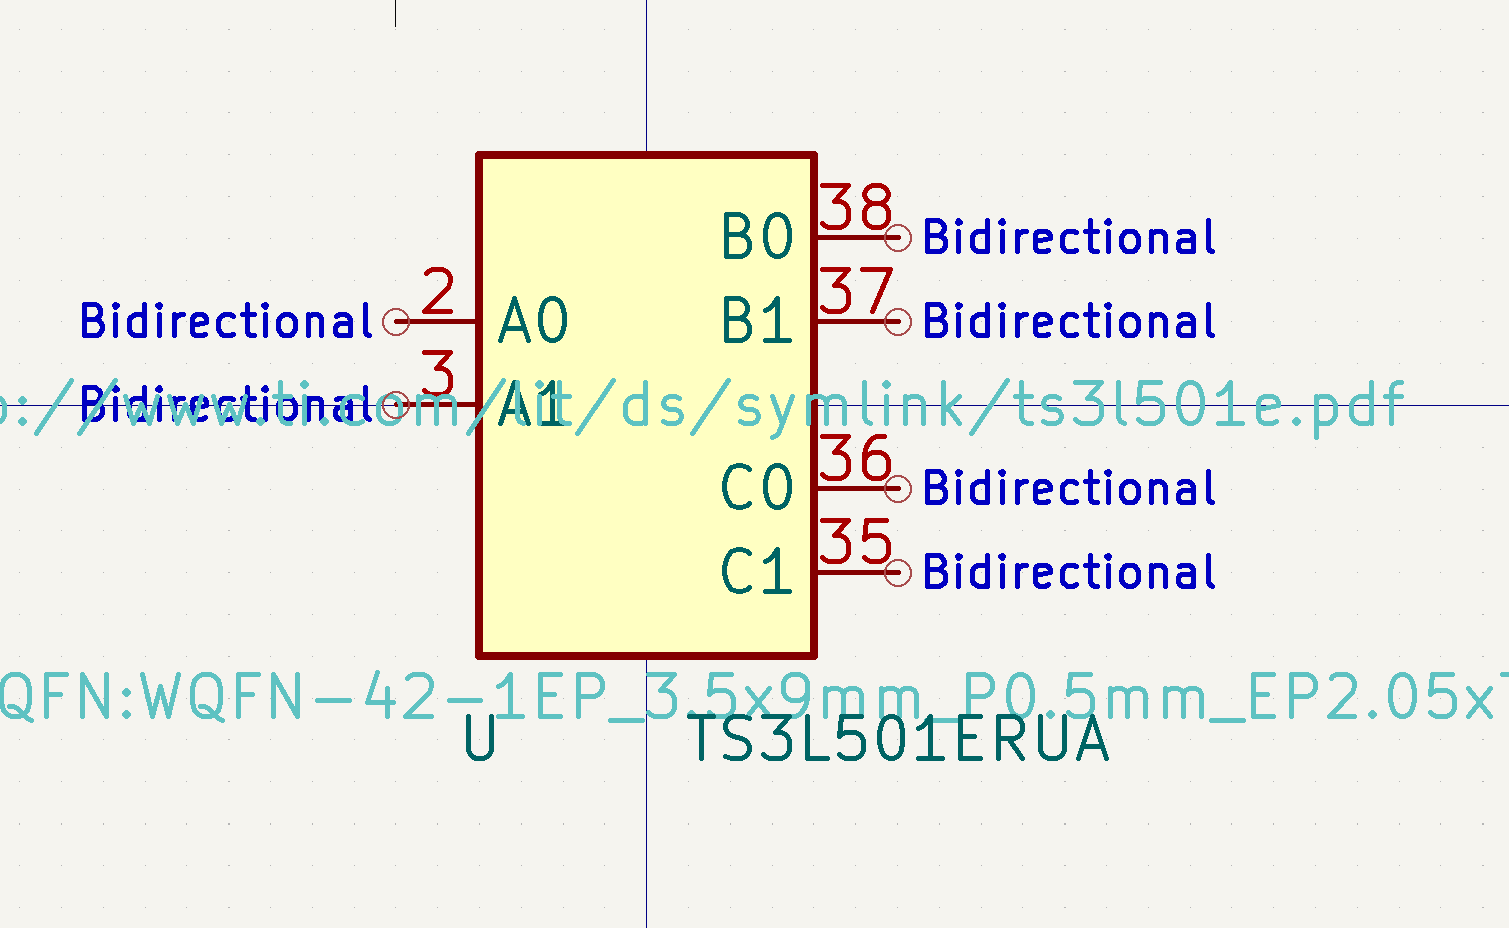 38
B0 Bidirectional
2 37
Bidirectional A0 B1 Bidirectional
3
Bidirectional A1
://www.ti.com/lit/ds/symlink/ts3l501e.pdf
36
C0 Bidirectional
35
C1 Bidirectional
QFN:WQFN-42-1EP_3.5x9mm_P0.5mm_EP2.05x
U TS3L501ERUA